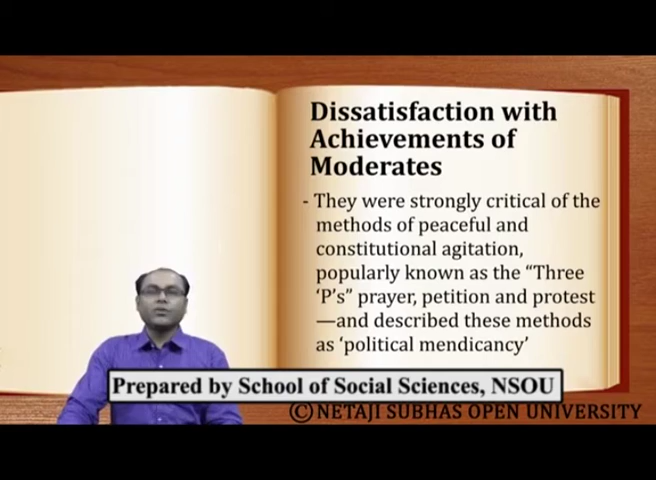 Dissatisfaction with
Achievements of
Moderates
- They were strongly critical of the
methods of peaceful and
constitutional agitation,
popularly known as the “Three
‘P’s” prayer, petition and protest
—and described these methods
as ‘political mendicancy’
Prepared by School of Social Sciences, NSOU
©NETAJI SUBHAS OPEN UNIVERSITY